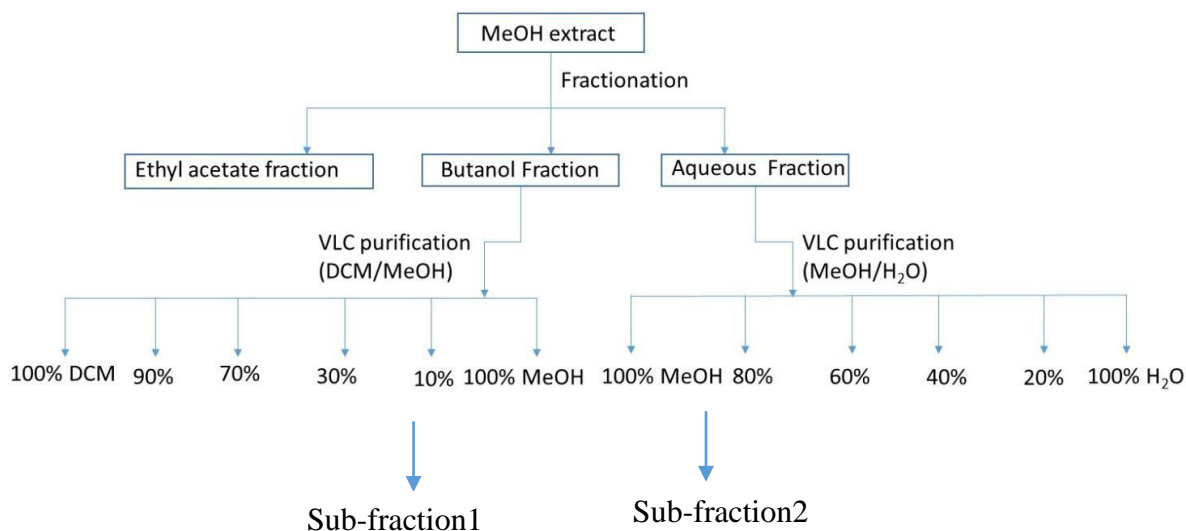 MeOH extract
Fractionation
Ethyl acetate fraction
Butanol Fraction
Aqueous Fraction
VLC purification
(DCM/MeOH)
VLC purification
(MeOH/H₂O)
100% DCM
90%
70%
30%
10%
100% MeOH
100% MeOH
80%
60%
40%
20%
100% H₂O
Sub-fraction1
Sub-fraction2